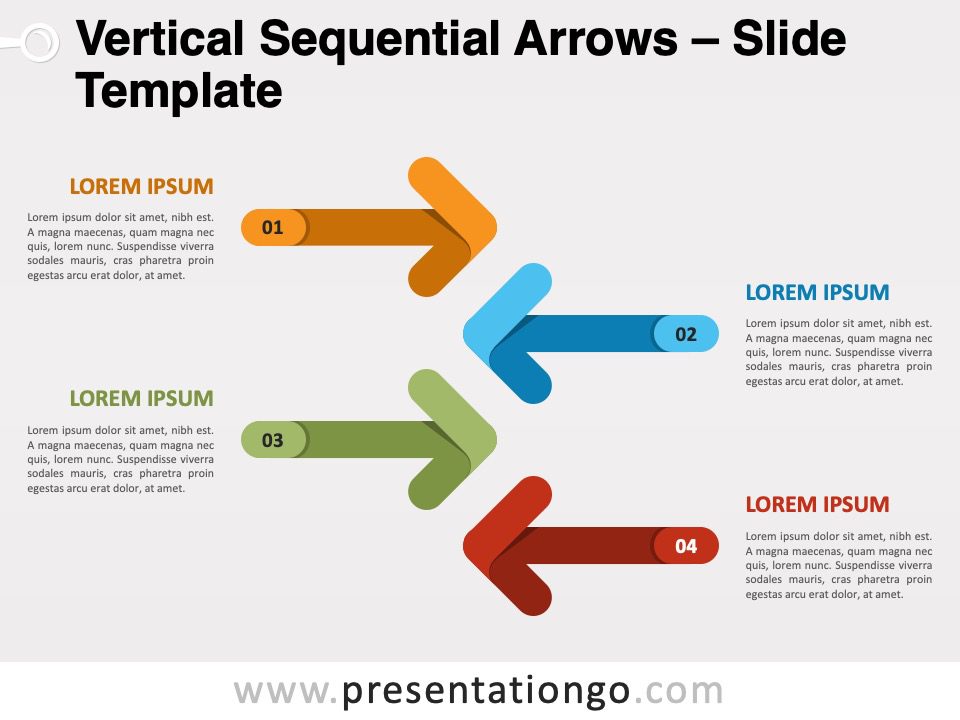 Vertical Sequential Arrows – Slide
Template
LOREM IPSUM
Lorem ipsum dolor sit amet, nibh est.
A magna maecenas, quam magna nec
quis, lorem nunc. Suspendisse viverra
sodales mauris, cras pharetra proin
egestas arcu erat dolor, at amet.
01
LOREM IPSUM
Lorem ipsum dolor sit amet, nibh est.
A magna maecenas, quam magna nec
quis, lorem nunc. Suspendisse viverra
sodales mauris, cras pharetra proin
egestas arcu erat dolor, at amet.
02
LOREM IPSUM
Lorem ipsum dolor sit amet, nibh est.
A magna maecenas, quam magna nec
quis, lorem nunc. Suspendisse viverra
sodales mauris, cras pharetra proin
egestas arcu erat dolor, at amet.
03
LOREM IPSUM
Lorem ipsum dolor sit amet, nibh est.
A magna maecenas, quam magna nec
quis, lorem nunc. Suspendisse viverra
sodales mauris, cras pharetra proin
egestas arcu erat dolor, at amet.
04
www.presentationgo.com